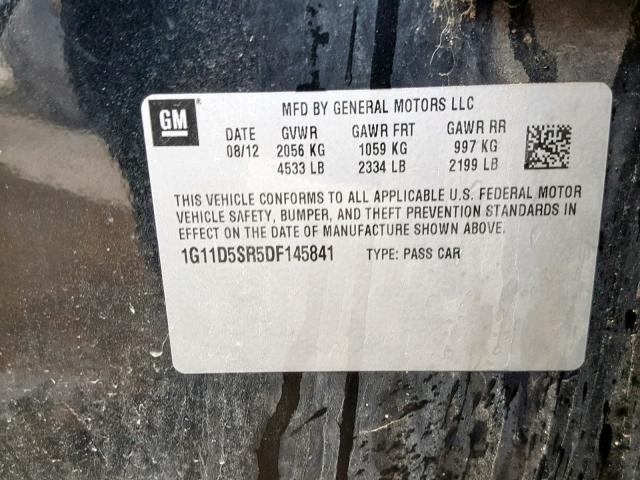 GM
MFD BY GENERAL MOTORS LLC
DATE GVWR GAWR FRT GAWR RR
08/12 2056 KG 1059 KG 997 KG
4533 LB 2334 LB 2199 LB
THIS VEHICLE CONFORMS TO ALL APPLICABLE U.S. FEDERAL MOTOR
VEHICLE SAFETY, BUMPER, AND THEFT PREVENTION STANDARDS IN
EFFECT ON THE DATE OF MANUFACTURE SHOWN ABOVE.
1G11D5SR5DF145841 TYPE: PASS CAR